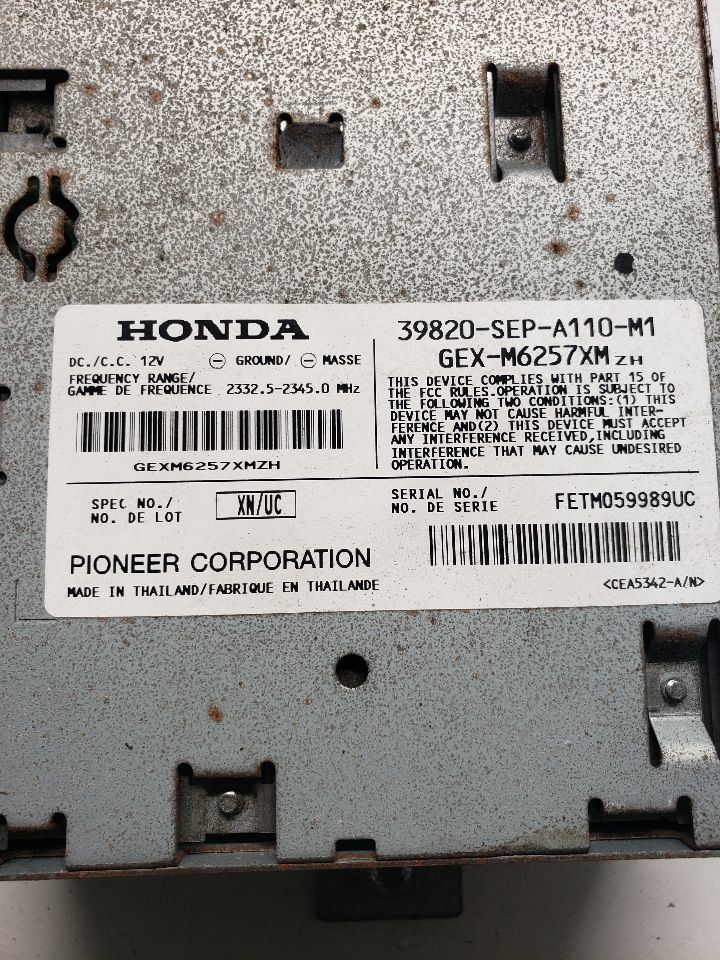 HONDA
39820-SEP-A110-M1
GEX-M6257XM ZH
DC./C.C. 12V ⊖ GROUND/ ⊖ MASSE
FREQUENCY RANGE/
GAMME DE FREQUENCE 2332.5-2345.0 MHz
GEXM6257XMZH
THIS DEVICE COMPLIES WITH PART 15 OF
THE FCC RULES.OPERATION IS SUBJECT TO
THE FOLLOWING TWO CONDITIONS:(1) THIS
DEVICE MAY NOT CAUSE HARMFUL INTER-
FERENCE AND(2) THIS DEVICE MUST ACCEPT
ANY INTERFERENCE RECEIVED,INCLUDING
INTERFERENCE THAT MAY CAUSE UNDESIRED
OPERATION.
SPEC NO./
NO. DE LOT
XN/UC
SERIAL NO./
NO. DE SERIE
FETM059989UC
PIONEER CORPORATION
MADE IN THAILAND/FABRIQUE EN THAILANDE
<CEA5342-A/N>